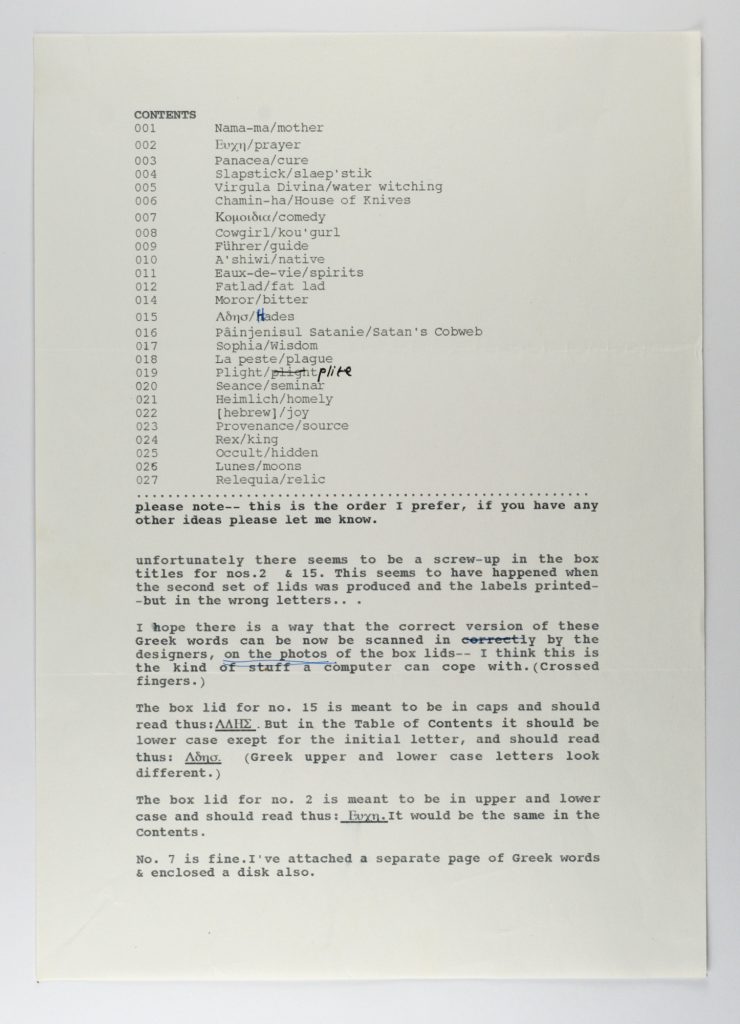 CONTENTS
001 Nama-ma/mother
002 Ευχη/prayer
003 Panacea/cure
004 Slapstick/slaep'stik
005 Virgula Divina/water witching
006 Chamin-ha/House of Knives
007 Κομοιδια/comedy
008 Cowgirl/kou'gurl
009 Führer/guide
010 A'shiwi/native
011 Eaux-de-vie/spirits
012 Fatlad/fat lad
014 Moror/bitter
015 Αδησ/Hades
016 Pâinjenisul Satanie/Satan's Cobweb
017 Sophia/Wisdom
018 La peste/plague
019 Plight/plight plite
020 Seance/seminar
021 Heimlich/homely
022 [hebrew]/joy
023 Provenance/source
024 Rex/king
025 Occult/hidden
026 Lunes/moons
027 Relequia/relic
please note-- this is the order I prefer, if you have any
other ideas please let me know.
unfortunately there seems to be a screw-up in the box
titles for nos.2 & 15. This seems to have happened when
the second set of lids was produced and the labels printed-
-but in the wrong letters.. .
I hope there is a way that the correct version of these
Greek words can be now be scanned in correctly by the
designers, on the photos of the box lids-- I think this is
the kind of stuff a computer can cope with.(Crossed
fingers.)
The box lid for no. 15 is meant to be in caps and should
read thus: ΑΔΗΣ .But in the Table of Contents it should be
lower case exept for the initial letter, and should read
thus: Αδησ. (Greek upper and lower case letters look
different.)
The box lid for no. 2 is meant to be in upper and lower
case and should read thus: Ευχη.It would be the same in the
Contents.
No. 7 is fine.I've attached a separate page of Greek words
& enclosed a disk also.